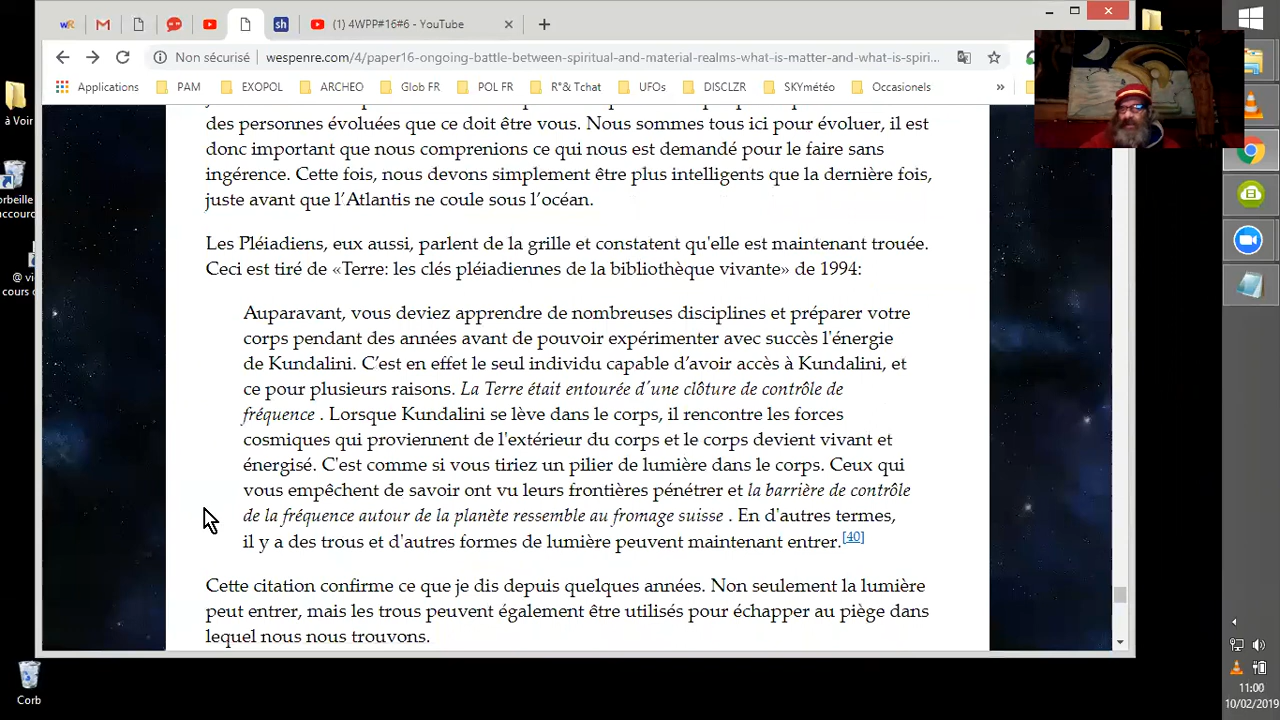 (1) 4WPP#16#8 - YouTube
Non sécurisé
wespenre.com/4/paper16-ongoing-battle-between-spiritual-and-material-realms-what-is-matter-and-what-is-spiri...
Applications
PAM
EXOPOL
ARCHEO
Glob FR
POL FR
R*& Tchat
UFOs
DISCLZR
SKYmétéo
Occasionels
»
des personnes évoluées que ce doit être vous. Nous sommes tous ici pour évoluer, il est
donc important que nous comprenions ce qui nous est demandé pour le faire sans
ingérence. Cette fois, nous devons simplement être plus intelligents que la dernière fois,
juste avant que l’Atlantis ne coule sous l’océan.
Les Pléiadiens, eux aussi, parlent de la grille et constatent qu'elle est maintenant trouée.
Ceci est tiré de «Terre: les clés pléiadiennes de la bibliothèque vivante» de 1994:
Auparavant, vous deviez apprendre de nombreuses disciplines et préparer votre
corps pendant des années avant de pouvoir expérimenter avec succès l'énergie
de Kundalini. C’est en effet le seul individu capable d’avoir accès à Kundalini, et
ce pour plusieurs raisons. La Terre était entourée d'une clôture de contrôle de
fréquence . Lorsque Kundalini se lève dans le corps, il rencontre les forces
cosmiques qui proviennent de l'extérieur du corps et le corps devient vivant et
énergisé. C'est comme si vous tiriez un pilier de lumière dans le corps. Ceux qui
vous empêchent de savoir ont vu leurs frontières pénétrer et la barrière de contrôle
de la fréquence autour de la planète ressemble au fromage suisse . En d'autres termes,
il y a des trous et d'autres formes de lumière peuvent maintenant entrer.[40]
Cette citation confirme ce que je dis depuis quelques années. Non seulement la lumière
peut entrer, mais les trous peuvent également être utilisés pour échapper au piège dans
lequel nous nous trouvons.
à Voir
orbeille
accour
@ vi
cours d
Corb
11:00
10/02/2019